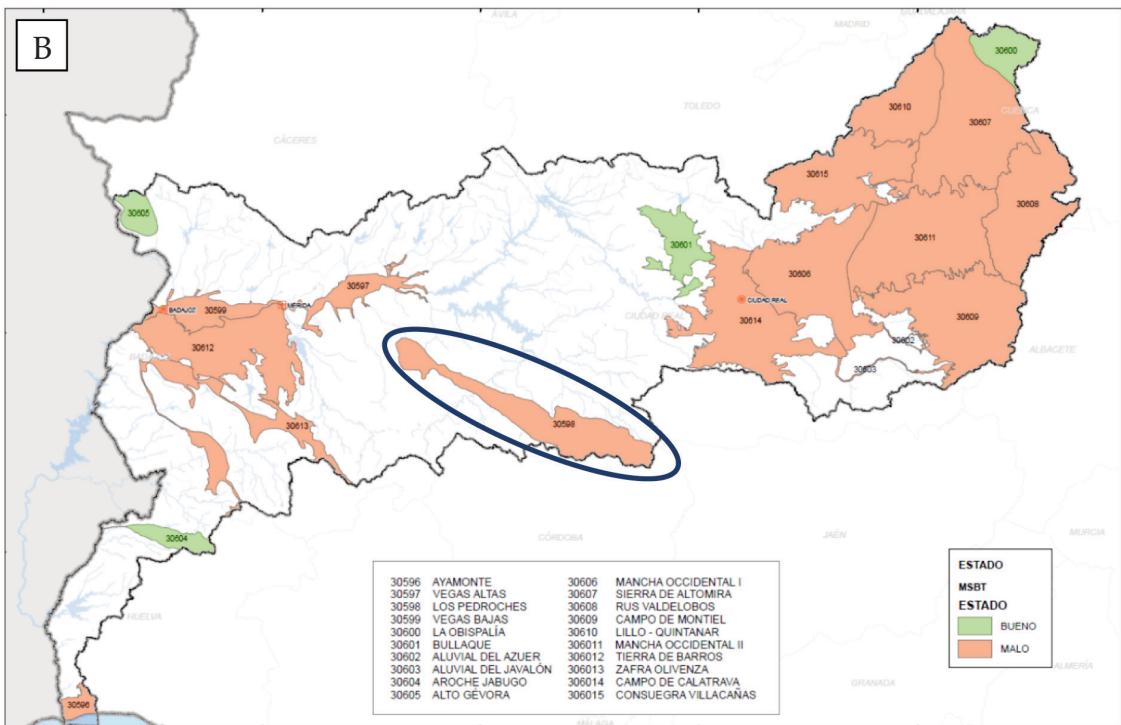 B
ÁVILA
MADRID
GUADALAJARA
30600
TOLEDO
30610
CUENCA
30607
CÁCERES
30615
30605
30608
30601
30611
30597
30606
MERIDA
BADAJOZ
30599
CIUDAD REAL
CIUDAD REAL
30614
30609
30612
30602
ALBACETE
30603
30598
30613
30604
CÓRDOBA
JAÉN
MURCIA
HUELVA
30596
GRANADA
ALMERÍA
MÁLAGA
30596 AYAMONTE
30597 VEGAS ALTAS
30598 LOS PEDROCHES
30599 VEGAS BAJAS
30600 LA OBISPALÍA
30601 BULLAQUE
30602 ALUVIAL DEL AZUER
30603 ALUVIAL DEL JAVALÓN
30604 AROCHE JABUGO
30605 ALTO GÉVORA
30606 MANCHA OCCIDENTAL I
30607 SIERRA DE ALTOMIRA
30608 RUS VALDELOBOS
30609 CAMPO DE MONTIEL
30610 LILLO - QUINTANAR
306011 MANCHA OCCIDENTAL II
306012 TIERRA DE BARROS
306013 ZAFRA OLIVENZA
306014 CAMPO DE CALATRAVA
306015 CONSUEGRA VILLACAÑAS
ESTADO
MSBT
ESTADO
BUENO
MALO